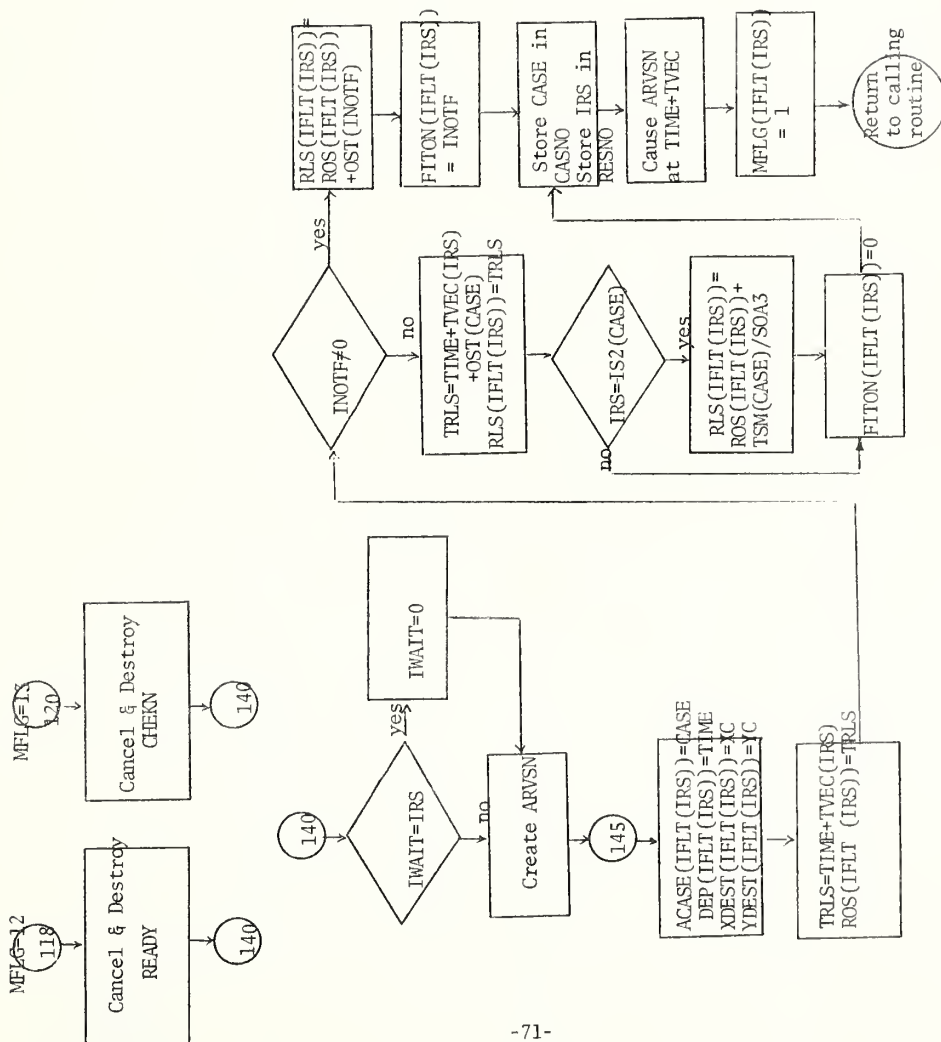 MFLG=12
118
Cancel & Destroy
READY
140
MFLG=13
120
Cancel & Destroy
CHEKN
140
140
IWAIT=IRS
yes
IWAIT=0
no
Create ARVSN
145
ACASE(IFLT(IRS))=CASE
DEP(IFLT(IRS))=TIME
XDEST(IFLT(IRS))=XC
YDEST(IFLT(IRS))=YC
TRLS=TIME+TVEC(IRS)
ROS(IFLT (IRS))=TRLS
INOTF≠0
yes
no
TRLS=TIME+TVEC(IRS)
+OST(CASE)
RLS(IFLT(IRS))=TRLS
IRS=IS2(CASE)
no
yes
RLS(IFLT(IRS))=
ROS(IFLT(IRS))+
TSM(CASE)/SOA3
FITON(IFLT(IRS))=0
RLS(IFLT(IRS))=
ROS(IFLT(IRS))
+OST(INOTF)
FITON(IFLT(IRS))
= INOTF
Store CASE in
CASNO
Store IRS in
RESNO
Cause ARVSN
at TIME+TVEC
MFLG(IFLT(IRS))
= 1
Return
to calling
routine
-71-